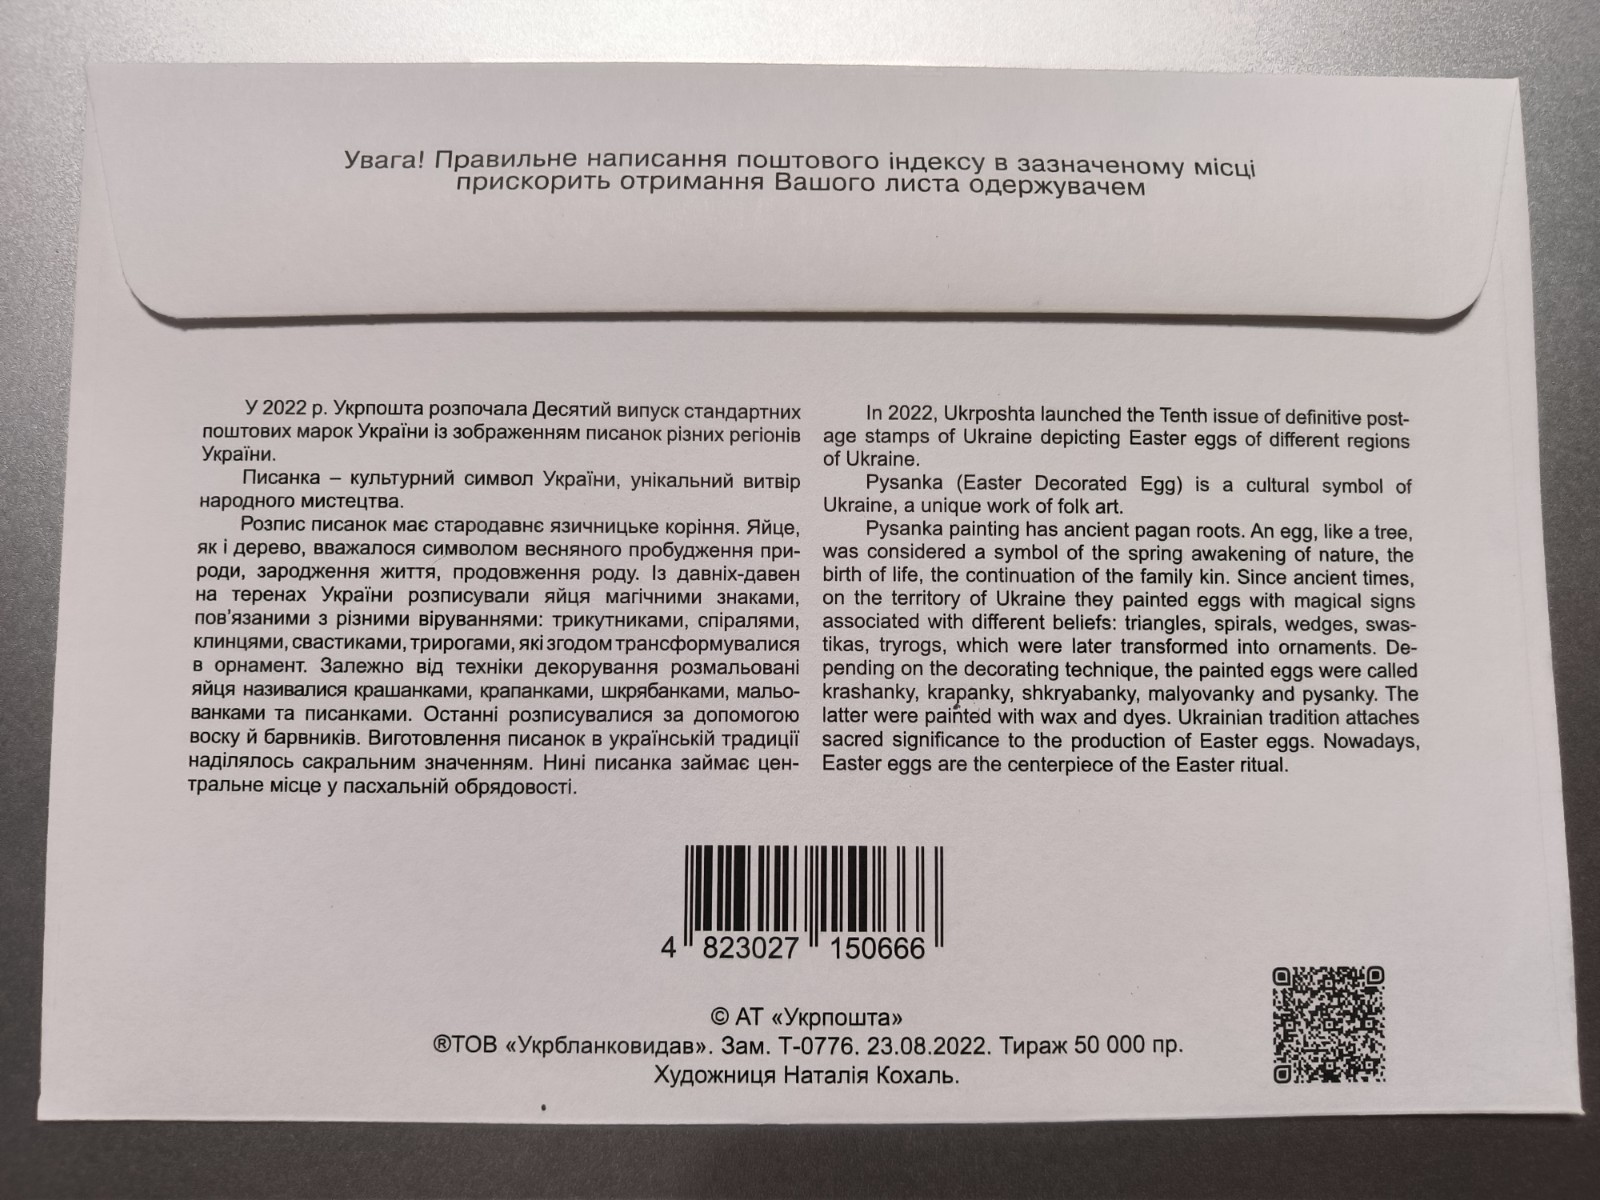 Увага! Правильне написання поштового індексу в зазначеному місці
прискорить отримання Вашого листа одержувачем
У 2022 р. Укрпошта розпочала Десятий випуск стандартних
поштових марок України із зображенням писанок різних регіонів
України.
Писанка – культурний символ України, унікальний витвір
народного мистецтва.
Розпис писанок має стародавнє язичницьке коріння. Яйце,
як і дерево, вважалося символом весняного пробудження при-
роди, зародження життя, продовження роду. Із давніх-давен
на теренах України розписували яйця магічними знаками,
пов’язаними з різними віруваннями: трикутниками, спіралями,
клинцями, свастиками, трирогами, які згодом трансформувалися
в орнамент. Залежно від техніки декорування розмальовані
яйця називалися крашанками, крапанками, шкрябанками, мальо-
ванками та писанками. Останні розписувалися за допомогою
воску й барвників. Виготовлення писанок в українській традиції
наділялось сакральним значенням. Нині писанка займає цен-
тральне місце у пасхальній обрядовості.
In 2022, Ukrposhta launched the Tenth issue of definitive post-
age stamps of Ukraine depicting Easter eggs of different regions
of Ukraine.
Pysanka (Easter Decorated Egg) is a cultural symbol of
Ukraine, a unique work of folk art.
Pysanka painting has ancient pagan roots. An egg, like a tree,
was considered a symbol of the spring awakening of nature, the
birth of life, the continuation of the family kin. Since ancient times,
on the territory of Ukraine they painted eggs with magical signs
associated with different beliefs: triangles, spirals, wedges, swas-
tikas, tryrogs, which were later transformed into ornaments. De-
pending on the decorating technique, the painted eggs were called
krashanky, krapanky, shkryabanky, malyovanky and pysanky. The
latter were painted with wax and dyes. Ukrainian tradition attaches
sacred significance to the production of Easter eggs. Nowadays,
Easter eggs are the centerpiece of the Easter ritual.
4 823027 150666
© АТ «Укрпошта»
®ТОВ «Укрбланковидав». Зам. Т-0776. 23.08.2022. Тираж 50 000 пр.
Художниця Наталія Кохаль.